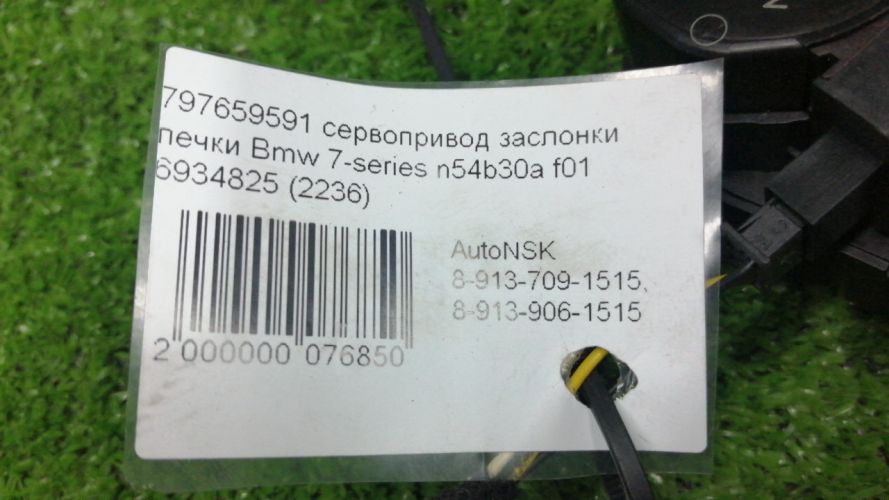 2
797659591 сервопривод заслонки
печки Bmw 7-series n54b30a f01
6934825 (2236)
AutoNSK
8-913-709-1515,
8-913-906-1515
2 000000 076850